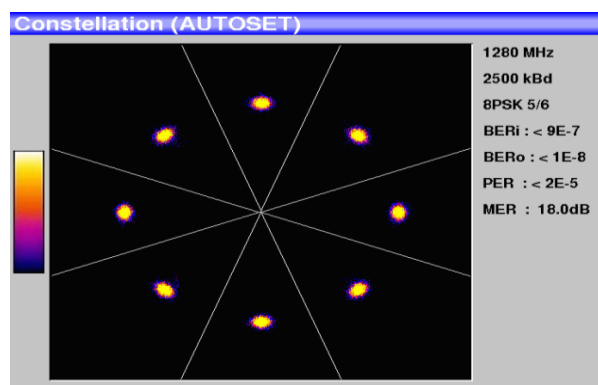 Constellation (AUTOSET)
1280 MHz
2500 kBd
8PSK 5/6
BERi : < 9E-7
BERo : < 1E-8
PER : < 2E-5
MER : 18.0dB